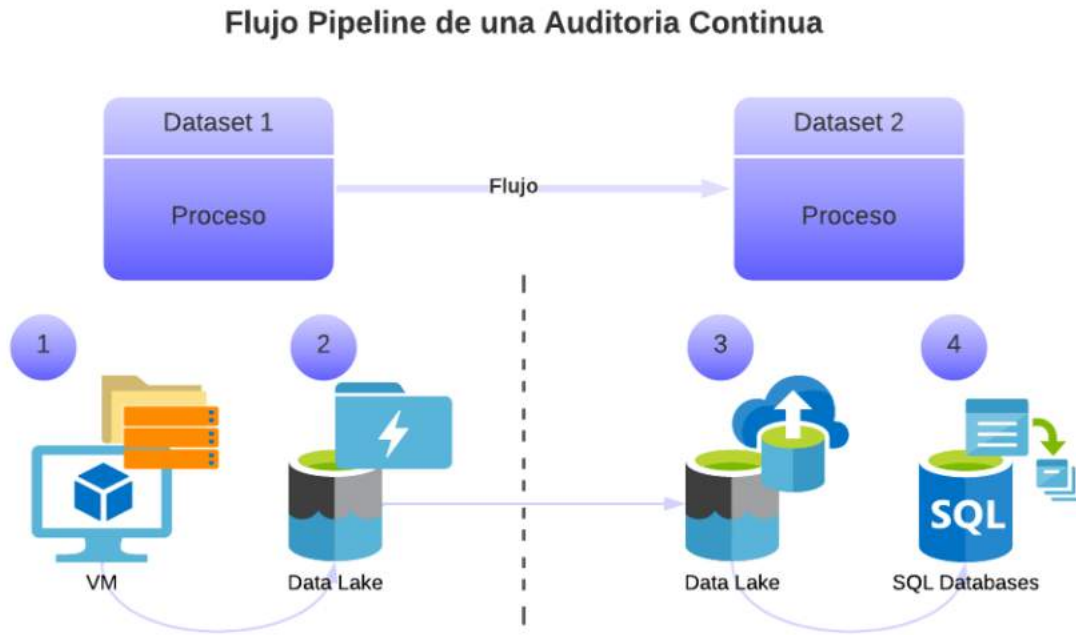 Flujo Pipeline de una Auditoria Continua
Dataset 1
Proceso
Flujo
Dataset 2
Proceso
1
2
3
4
SQL
VM
Data Lake
Data Lake
SQL Databases